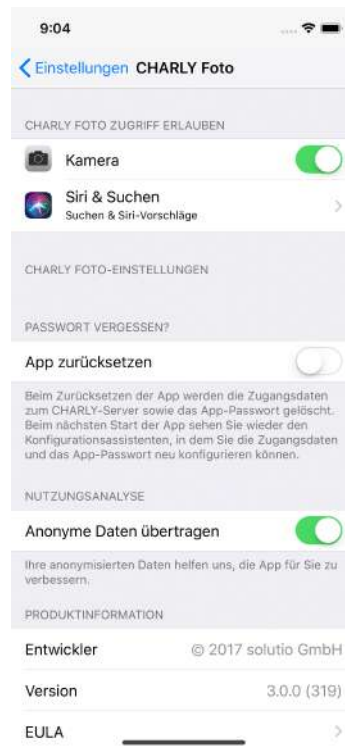 9:04
Einstellungen CHARLY Foto
CHARLY FOTO ZUGRIFF ERLAUBEN
Kamera
Siri & Suchen
Suchen & Siri-Vorschläge
CHARLY FOTO-EINSTELLUNGEN
PASSWORT VERGESSEN?
App zurücksetzen
Beim Zurücksetzen der App werden die Zugangsdaten
zum CHARLY-Server sowie das App-Passwort gelöscht.
Beim nächsten Start der App sehen Sie wieder den
Konfigurationsassistenten, in dem Sie die Zugangsdaten
und das App-Passwort neu konfigurieren können.
NUTZUNGSANALYSE
Anonyme Daten übertragen
Ihre anonymisierten Daten helfen uns, die App für Sie zu
verbessern.
PRODUKTINFORMATION
Entwickler © 2017 solutio GmbH
Version 3.0.0 (319)
EULA